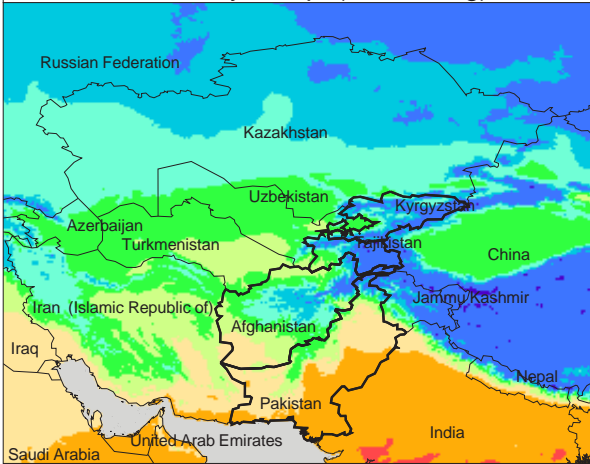 Russian Federation
Kazakhstan
Uzbekistan
Kyrgyzstan
Azerbaijan
Turkmenistan
Tajikistan
China
Iran (Islamic Republic of)
Jammu/Kashmir
Afghanistan
Iraq
Nepal
Pakistan
India
United Arab Emirates
Saudi Arabia